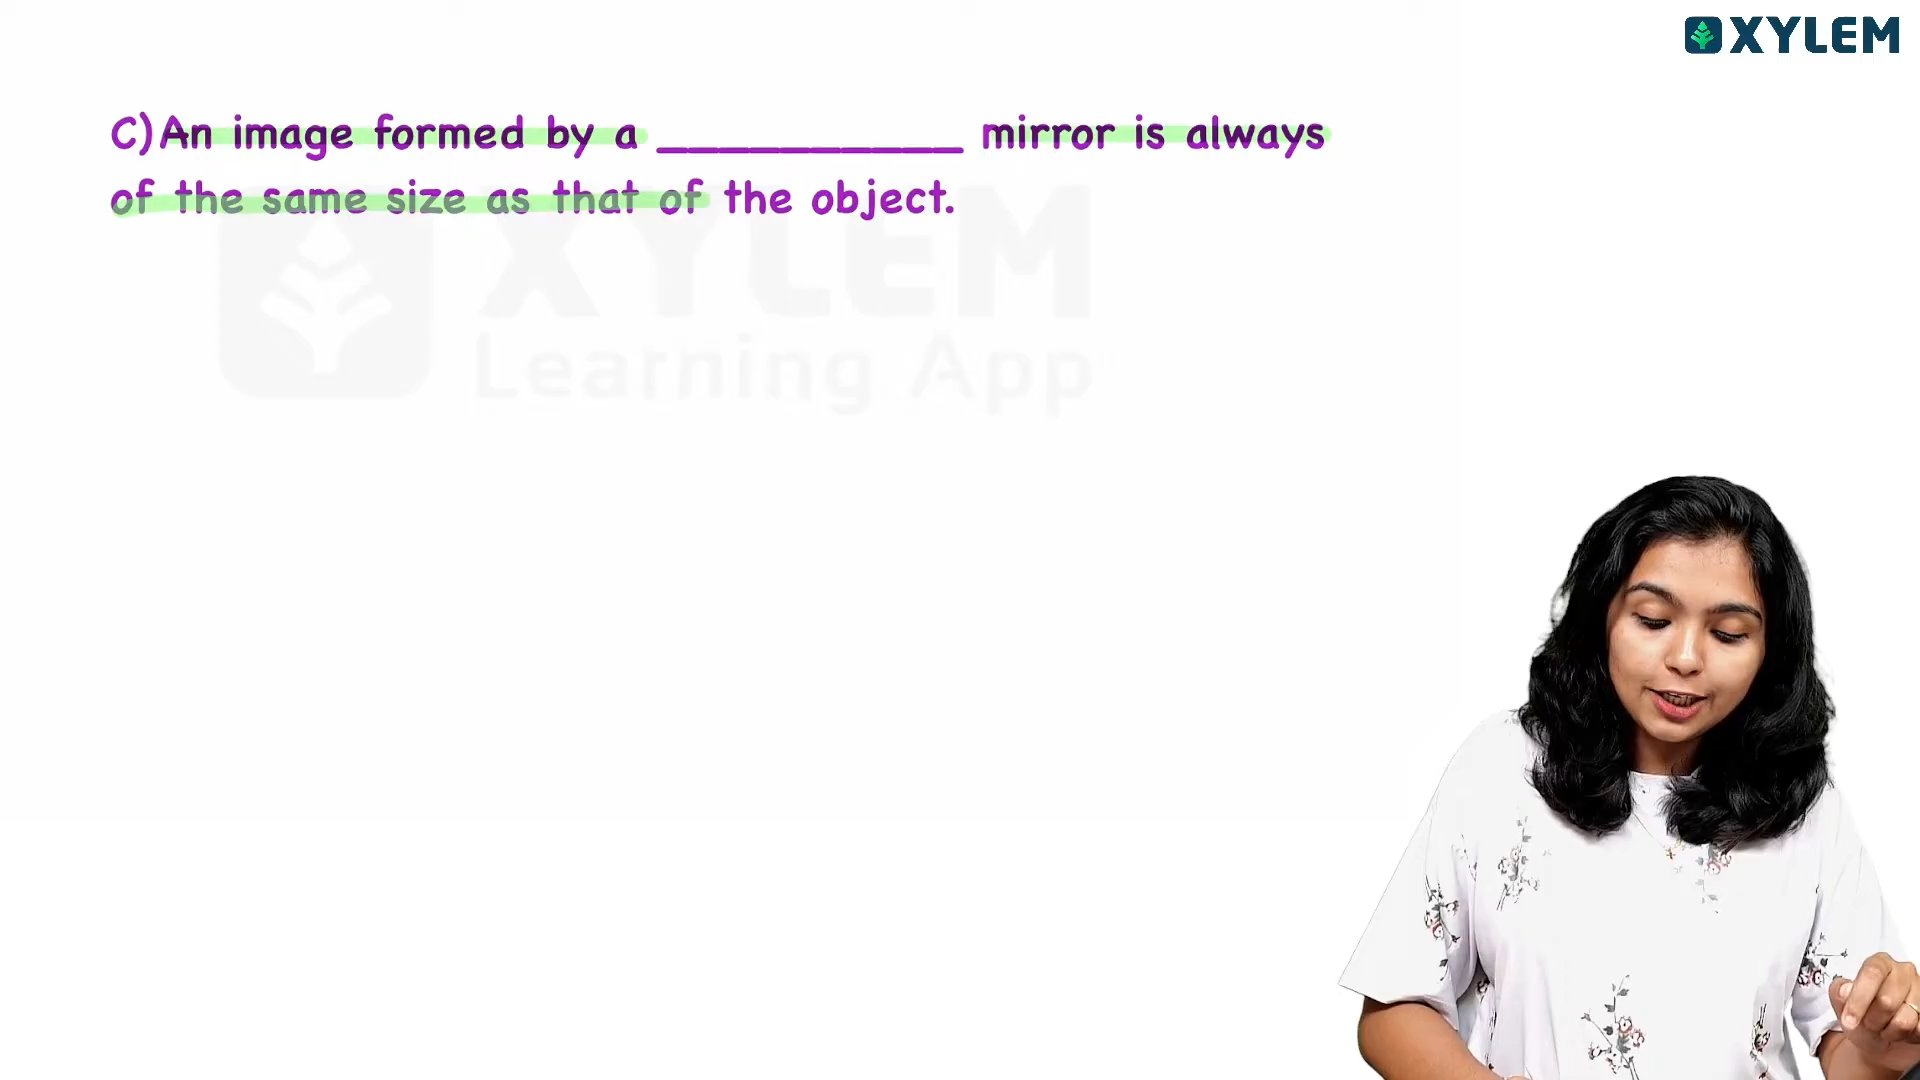 XYLEM
C) An image formed by a __________ mirror is always
of the same size as that of the object.
XYLEM
Learning App